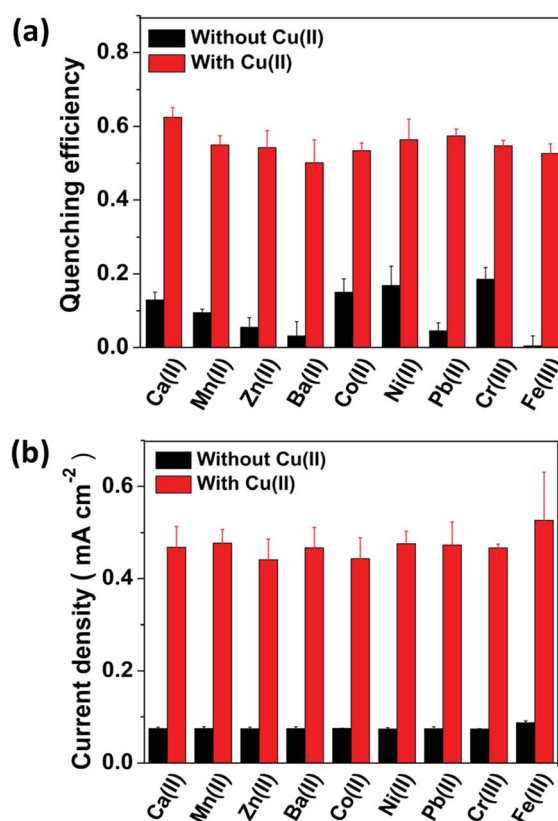 (a)
Without Cu(II)
With Cu(II)
Quenching efficiency
0.8
0.6
0.4
0.2
0.0
Ca(II) Mn(II) Zn(II) Ba(II) Co(II) Ni(II) Pb(II) Cr(III) Fe(III)
(b)
Without Cu(II)
With Cu(II)
Current density ( mA cm⁻²)
0.6
0.4
0.2
0.0
Ca(II) Mn(II) Zn(II) Ba(II) Co(II) Ni(II) Pb(II) Cr(III) Fe(III)